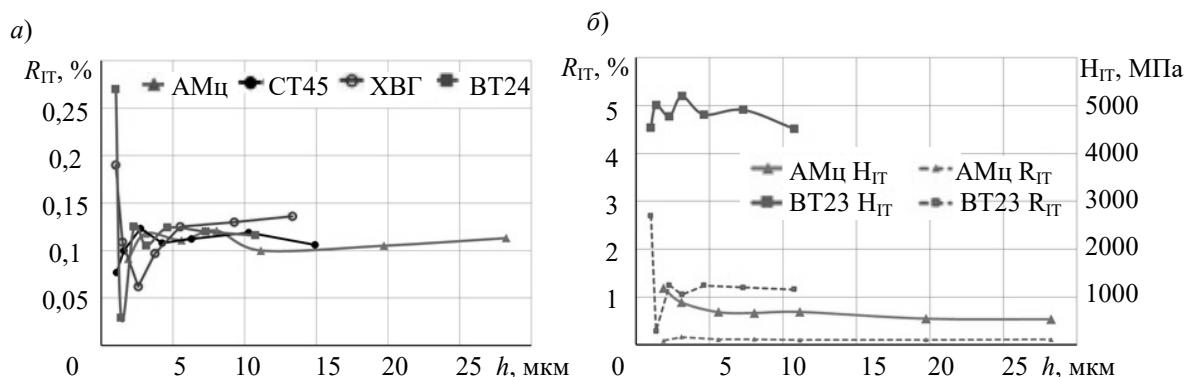 а)
R_IT, %
АМц СТ45 ХВГ ВТ24
0,25
0,2
0,15
0,1
0,05
0 5 10 15 20 25 h, мкм
б)
R_IT, % H_IT, МПа
5 5000
4 4000
3 3000
2 2000
1 1000
АМц H_IT АМц R_IT
ВТ23 H_IT ВТ23 R_IT
0 5 10 15 20 25 h, мкм